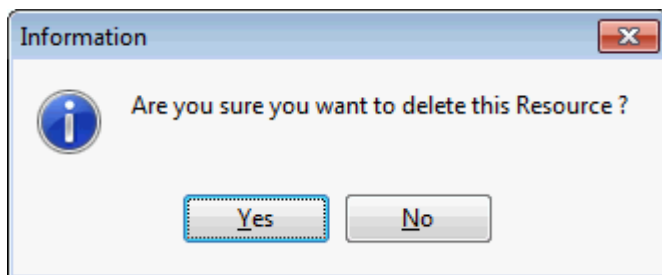 Information
Are you sure you want to delete this Resource ?
Yes
No